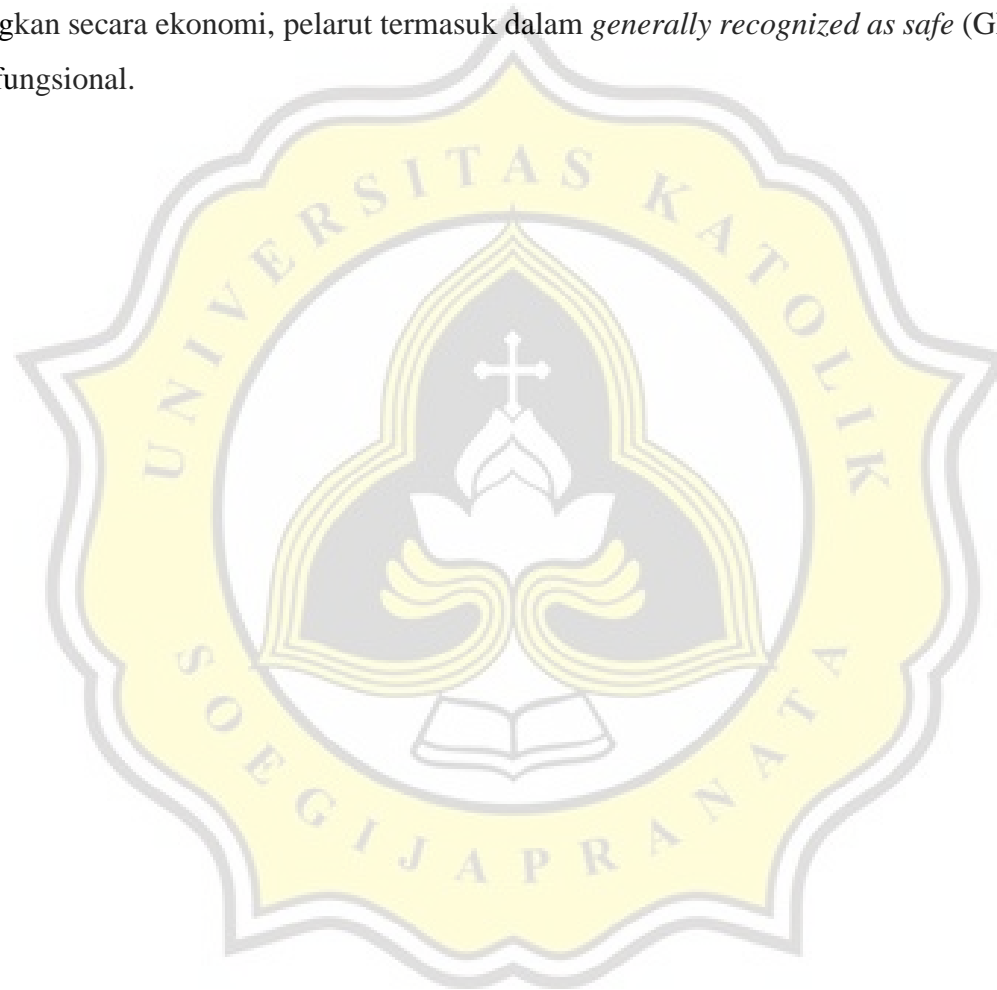 gkan secara ekonomi, pelarut termasuk dalam generally recognized as safe (G
fungsional.
UNIVERSITAS KATOLIK
SOEGIJAPRANATA